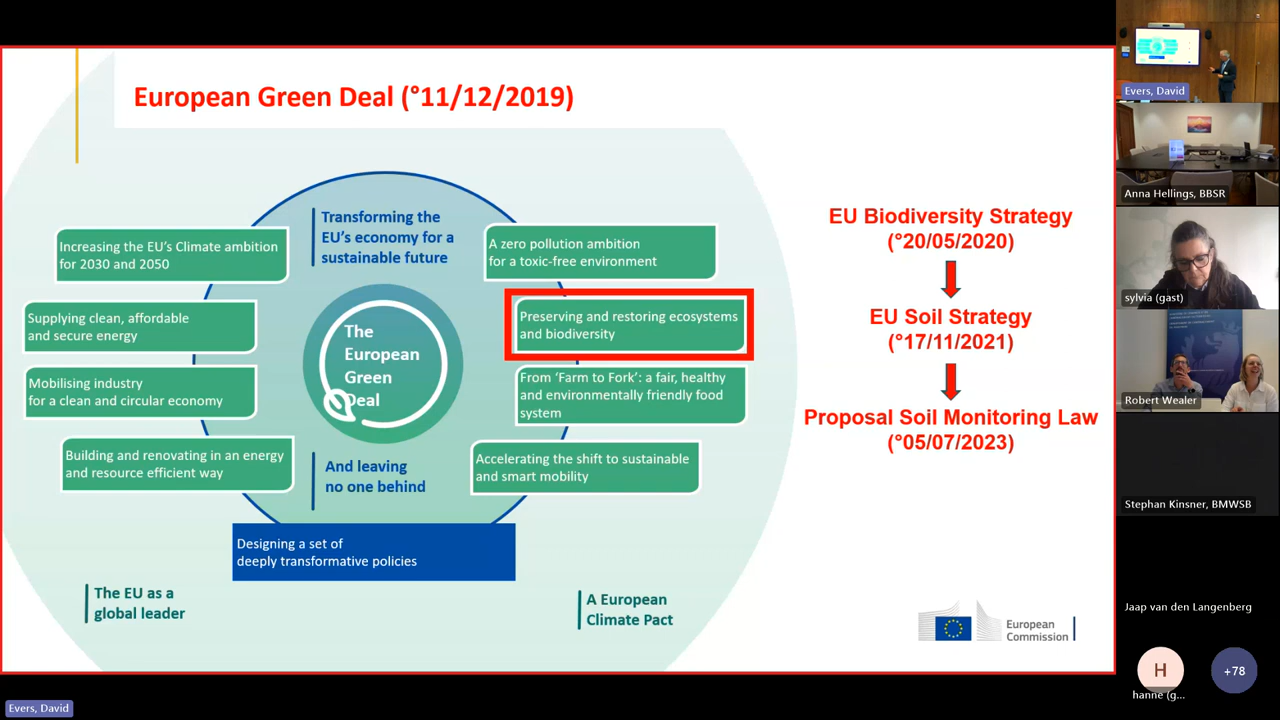 European Green Deal (°11/12/2019)
Transforming the
EU's economy for a
sustainable future
Increasing the EU's Climate ambition
for 2030 and 2050
Supplying clean, affordable
and secure energy
Mobilising industry
for a clean and circular economy
Building and renovating in an energy
and resource efficient way
The
European
Green
Deal
A zero pollution ambition
for a toxic-free environment
Preserving and restoring ecosystems
and biodiversity
From 'Farm to Fork': a fair, healthy
and environmentally friendly food
system
Accelerating the shift to sustainable
and smart mobility
And leaving
no one behind
Designing a set of
deeply transformative policies
The EU as a
global leader
A European
Climate Pact
EU Biodiversity Strategy
(°20/05/2020)
EU Soil Strategy
(°17/11/2021)
Proposal Soil Monitoring Law
(°05/07/2023)
European
Commission
Evers, David
Anna Hellings, BBSR
sylvia (gast)
Robert Wealer
Stephan Kinsner, BMWSB
Jaap van den Langenberg
H
hanne (g...
+78
Evers, David